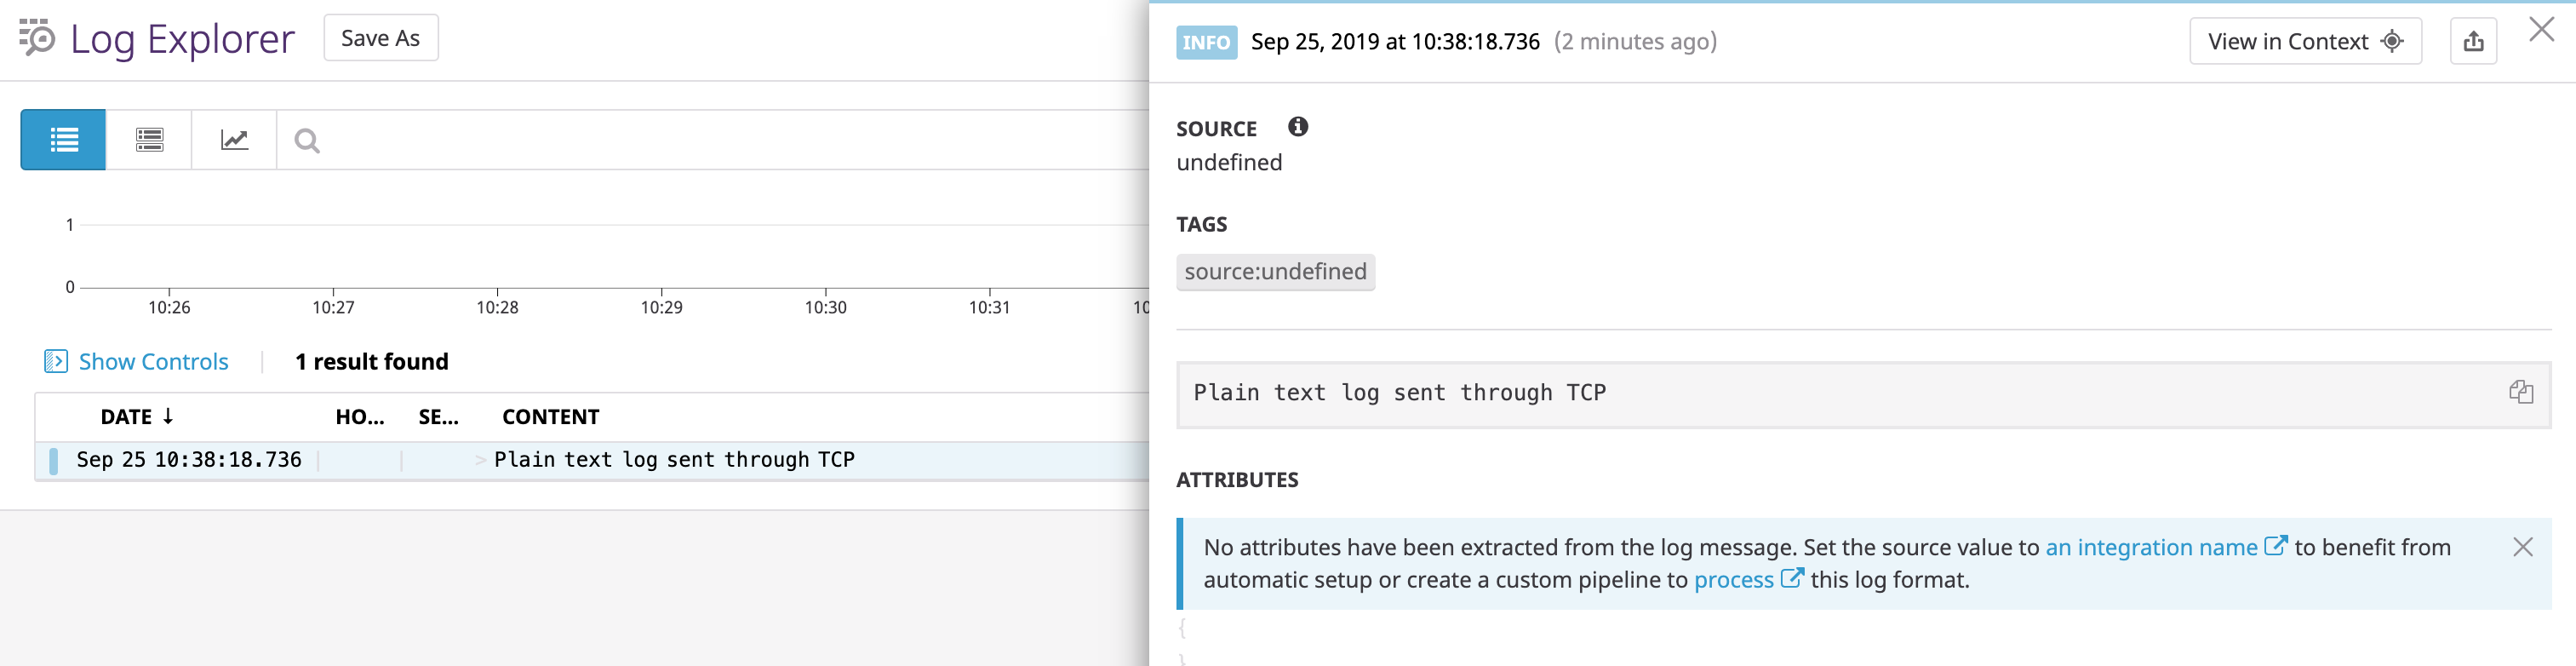 Log Explorer
Save As
1
0
10:26 10:27 10:28 10:29 10:30 10:31 10
Show Controls
1 result found
DATE ↓ HO... SE... CONTENT
Sep 25 10:38:18.736 > Plain text log sent through TCP
INFO Sep 25, 2019 at 10:38:18.736 (2 minutes ago)
View in Context
SOURCE
undefined
TAGS
source:undefined
Plain text log sent through TCP
ATTRIBUTES
No attributes have been extracted from the log message. Set the source value to an integration name to benefit from
automatic setup or create a custom pipeline to process this log format.
{
}